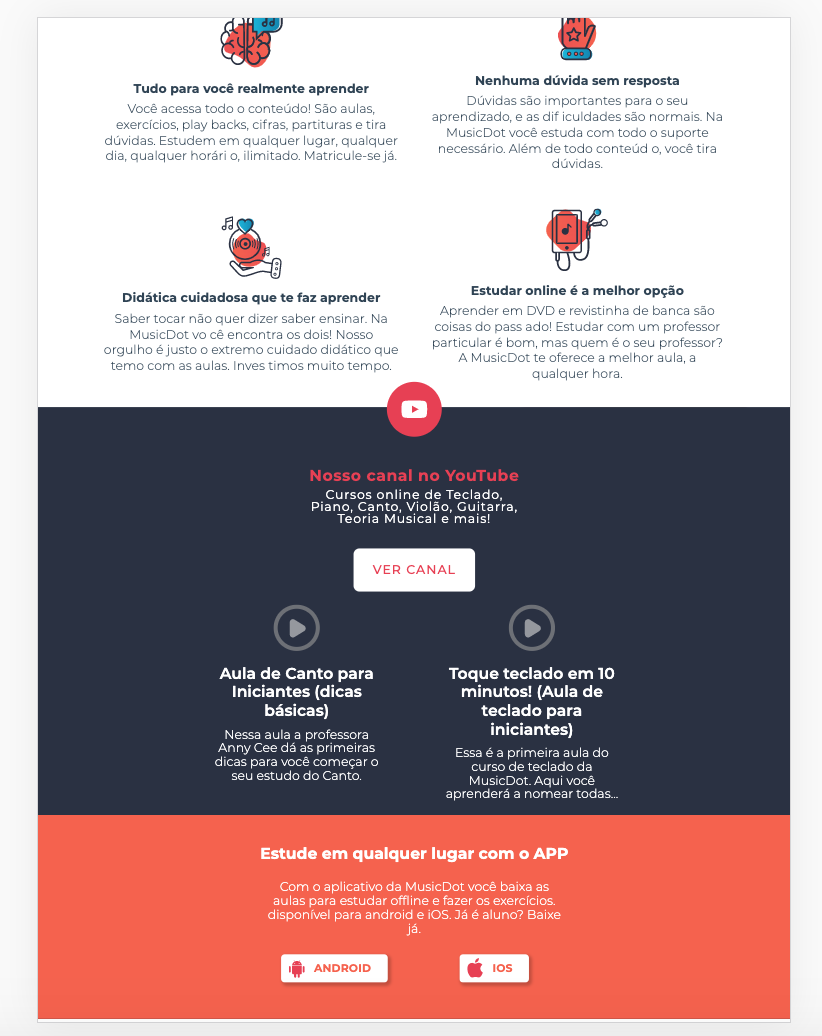 Tudo para você realmente aprender
Você acessa todo o conteúdo! São aulas,
exercícios, play backs, cifras, partituras e tira
dúvidas. Estudem em qualquer lugar, qualquer
dia, qualquer horári o, ilimitado. Matricule-se já.
Nenhuma dúvida sem resposta
Dúvidas são importantes para o seu
aprendizado, e as dif iculdades são normais. Na
MusicDot você estuda com todo o suporte
necessário. Além de todo conteúd o, você tira
dúvidas.
Didática cuidadosa que te faz aprender
Saber tocar não quer dizer saber ensinar. Na
MusicDot vo cê encontra os dois! Nosso
orgulho é justo o extremo cuidado didático que
temo com as aulas. Inves timos muito tempo.
Estudar online é a melhor opção
Aprender em DVD e revistinha de banca são
coisas do pass ado! Estudar com um professor
particular é bom, mas quem é o seu professor?
A MusicDot te oferece a melhor aula, a
qualquer hora.
Nosso canal no YouTube
Cursos online de Teclado,
Piano, Canto, Violão, Guitarra,
Teoria Musical e mais!
VER CANAL
Aula de Canto para
Iniciantes (dicas
básicas)
Nessa aula a professora
Anny Cee dá as primeiras
dicas para você começar o
seu estudo do Canto.
Toque teclado em 10
minutos! (Aula de
teclado para
iniciantes)
Essa é a primeira aula do
curso de teclado da
MusicDot. Aqui você
aprenderá a nomear todas...
Estude em qualquer lugar com o APP
Com o aplicativo da MusicDot você baixa as
aulas para estudar offline e fazer os exercícios.
disponível para android e iOS. Já é aluno? Baixe
já.
ANDROID
IOS